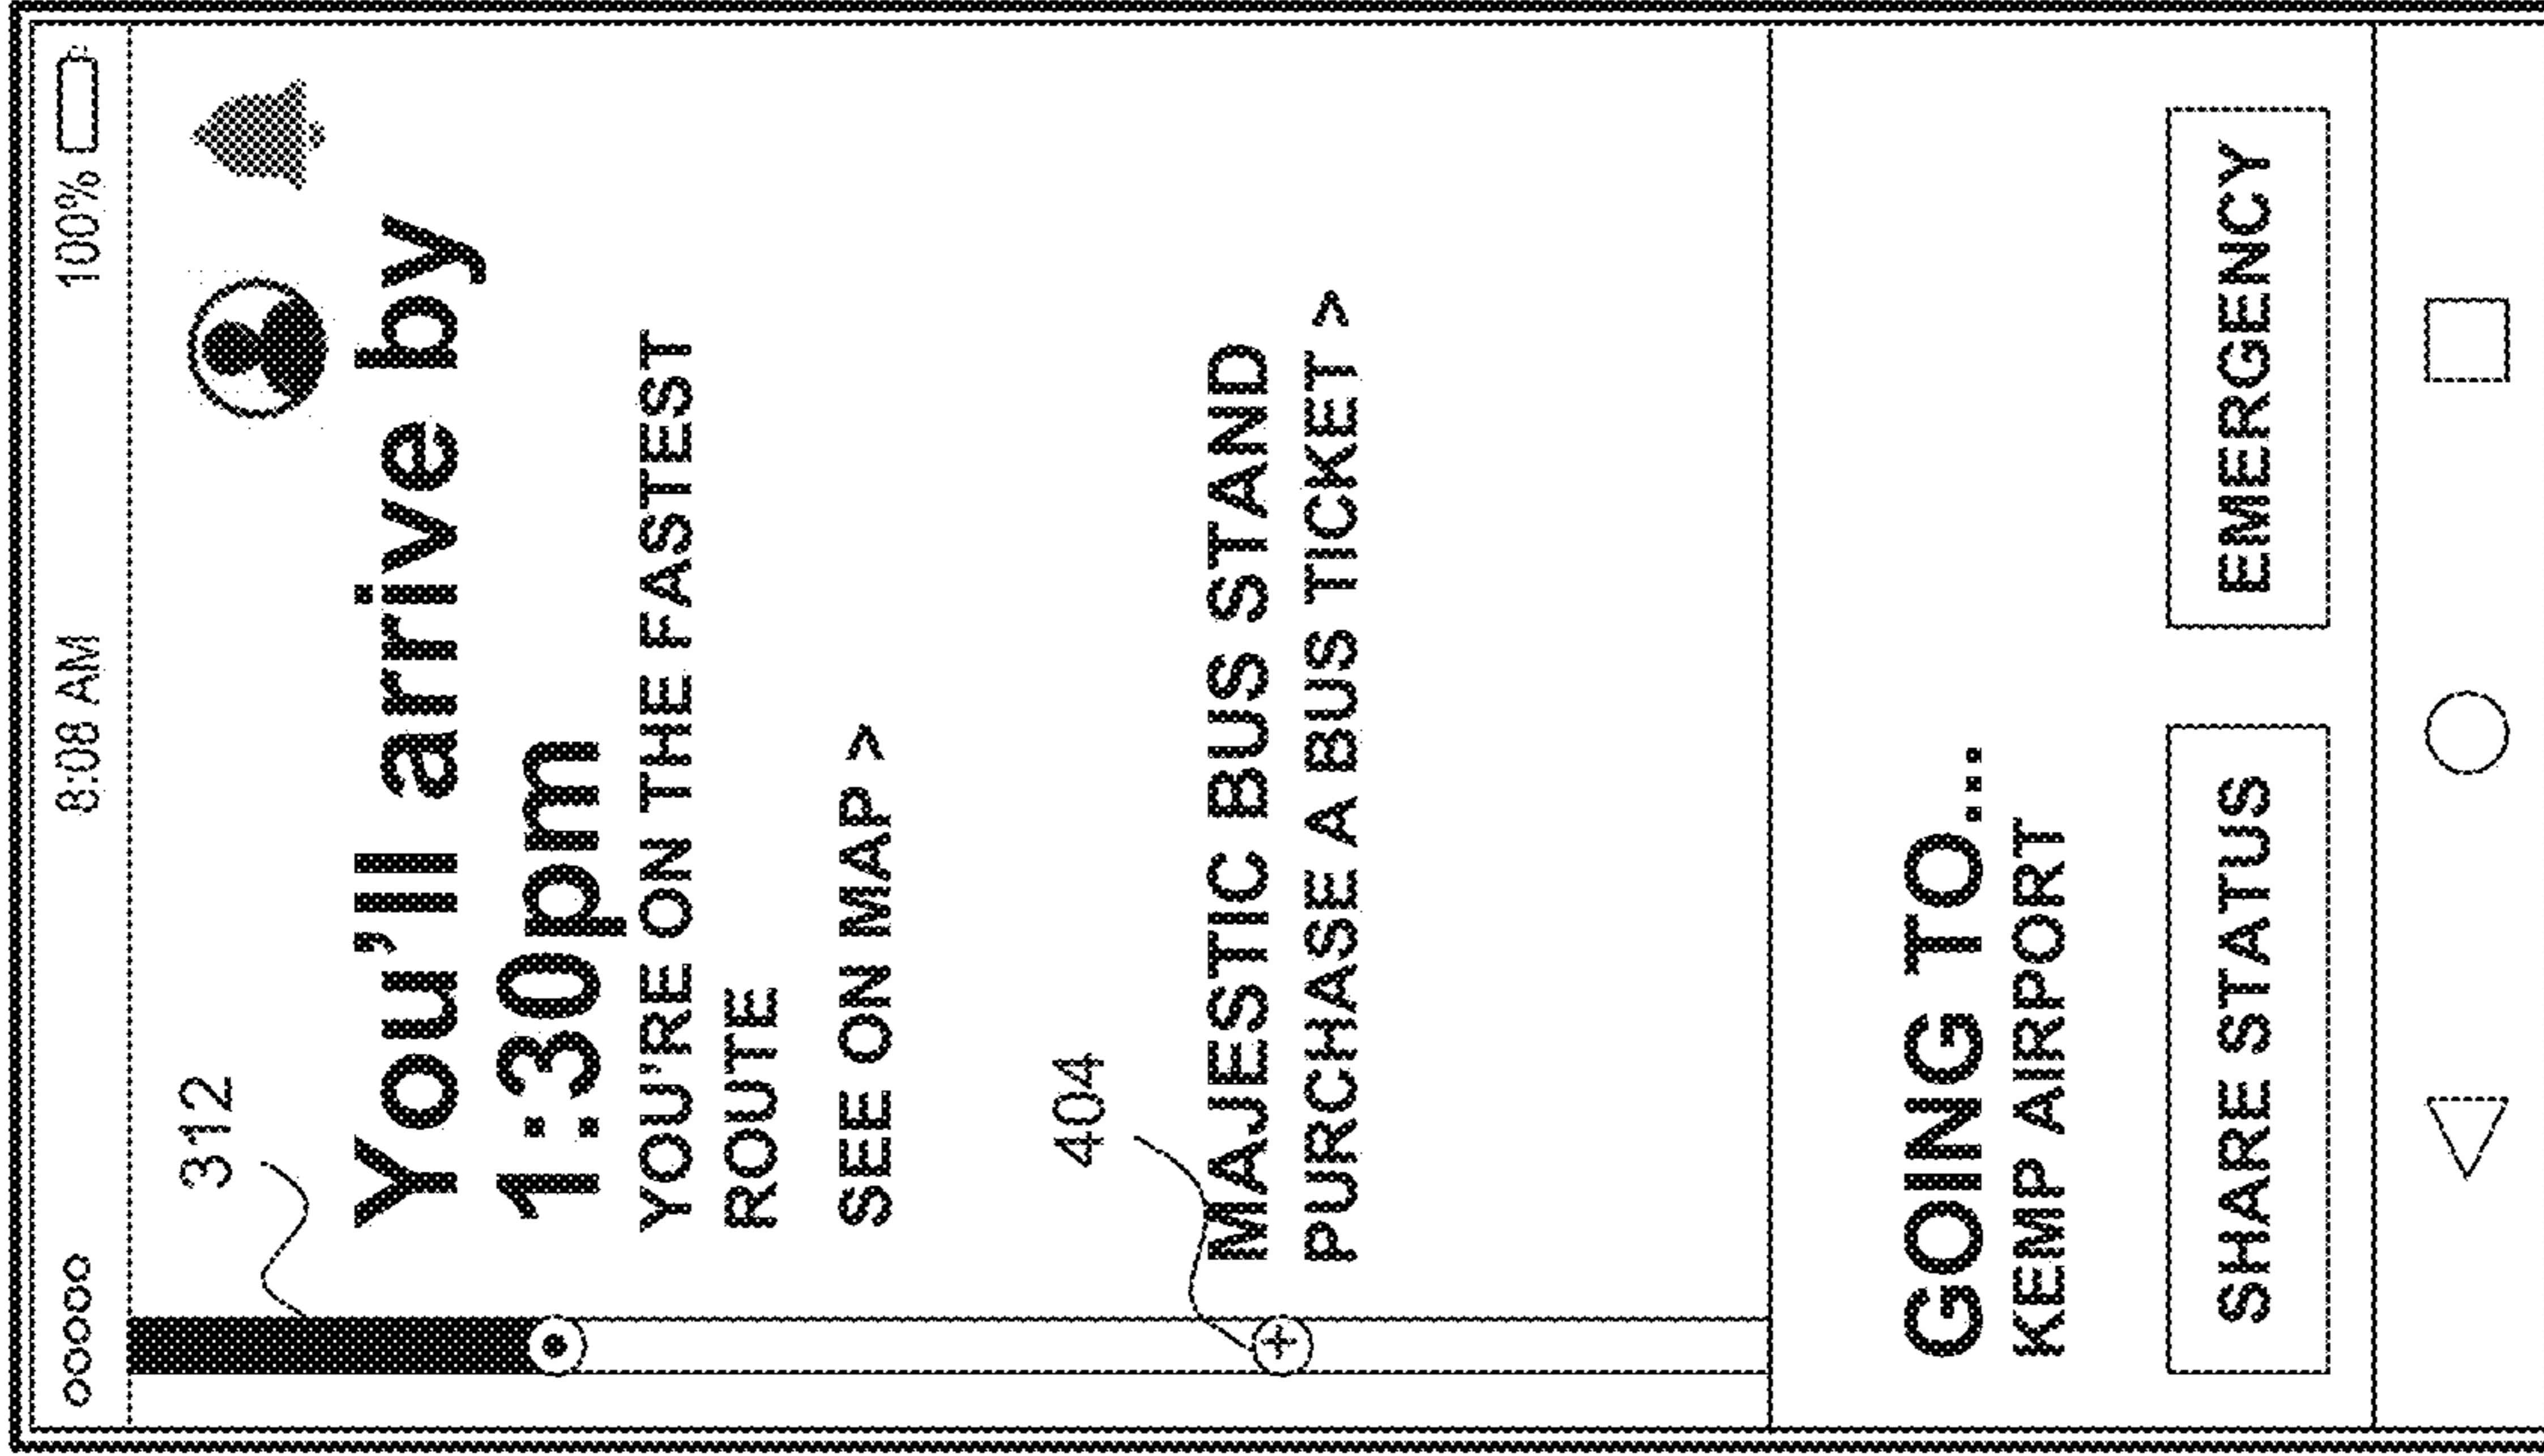 8:08 AM 100%
312
You'll arrive by
1:30pm
YOU'RE ON THE FASTEST
ROUTE
SEE ON MAP >
404
MAJESTIC BUS STAND
PURCHASE A BUS TICKET >
GOING TO...
KEMP AIRPORT
SHARE STATUS
EMERGENCY